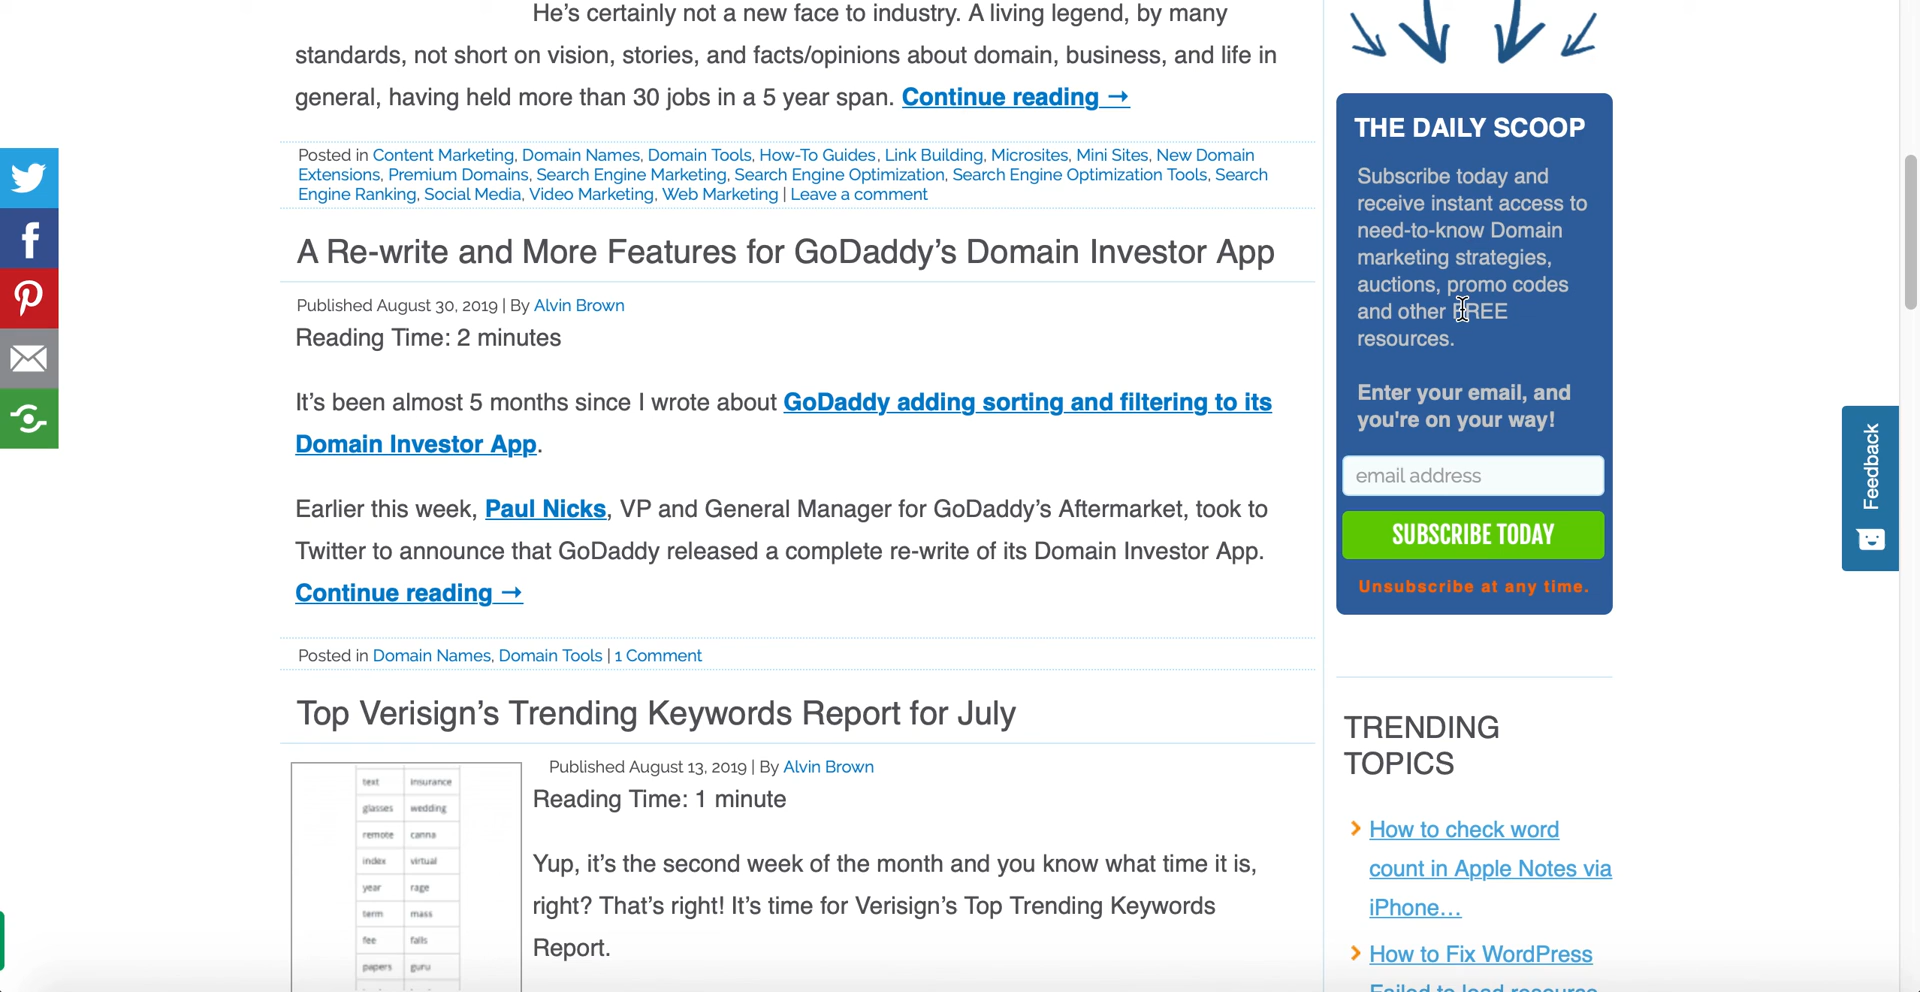 He’s certainly not a new face to industry. A living legend, by many
standards, not short on vision, stories, and facts/opinions about domain, business, and life in
general, having held more than 30 jobs in a 5 year span. Continue reading →
Posted in Content Marketing, Domain Names, Domain Tools, How-To Guides, Link Building, Microsites, Mini Sites, New Domain
Extensions, Premium Domains, Search Engine Marketing, Search Engine Optimization, Search Engine Optimization Tools, Search
Engine Ranking, Social Media, Video Marketing, Web Marketing | Leave a comment
A Re-write and More Features for GoDaddy’s Domain Investor App
Published August 30, 2019 | By Alvin Brown
Reading Time: 2 minutes
It’s been almost 5 months since I wrote about GoDaddy adding sorting and filtering to its
Domain Investor App.
Earlier this week, Paul Nicks, VP and General Manager for GoDaddy’s Aftermarket, took to
Twitter to announce that GoDaddy released a complete re-write of its Domain Investor App.
Continue reading →
Posted in Domain Names, Domain Tools | 1 Comment
Top Verisign’s Trending Keywords Report for July
text insurance
glasses wedding
remote canna
index virtual
year rage
term mass
fee falls
papers guru
Published August 13, 2019 | By Alvin Brown
Reading Time: 1 minute
Yup, it’s the second week of the month and you know what time it is,
right? That’s right! It’s time for Verisign’s Top Trending Keywords
Report.
THE DAILY SCOOP
Subscribe today and
receive instant access to
need-to-know Domain
marketing strategies,
auctions, promo codes
and other FREE
resources.
Enter your email, and
you're on your way!
email address
SUBSCRIBE TODAY
Unsubscribe at any time.
TRENDING
TOPICS
How to check word
count in Apple Notes via
iPhone…
How to Fix WordPress
Failed to load resource
Feedback